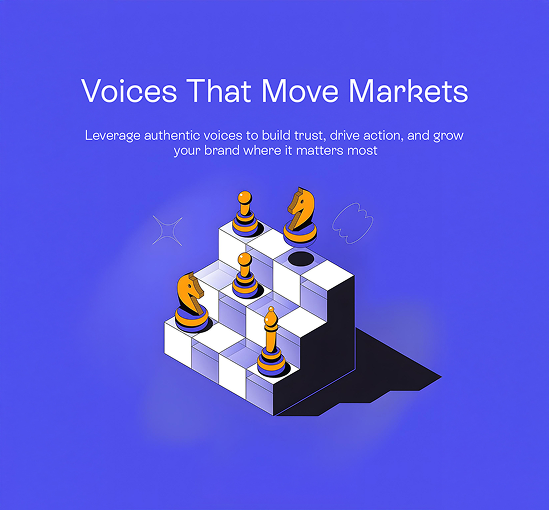 Voices That Move Markets
Leverage authentic voices to build trust, drive action, and grow
your brand where it matters most